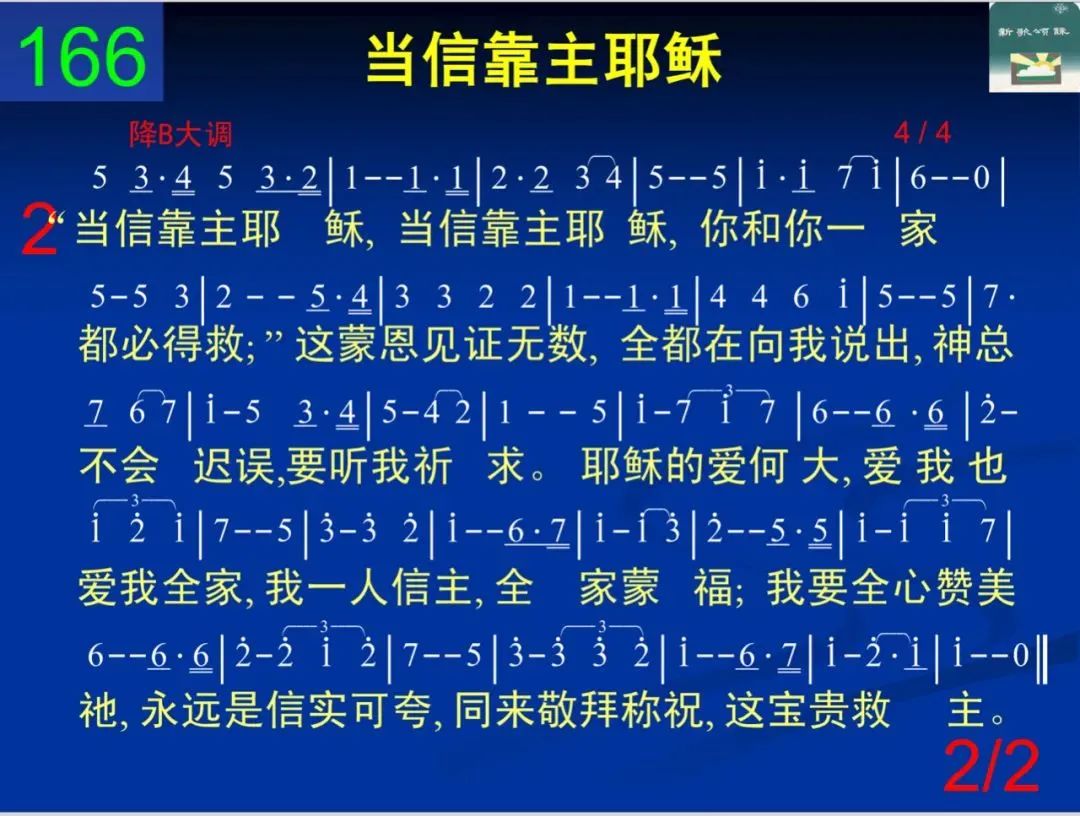 166
当信靠主耶稣
新歌颂赞
降B大调 4 / 4
5 3·4 5 3·2|1--1·1|2·2 3 4|5--5|i·i 7 i|6--0|
2 “当信靠主耶 稣, 当信靠主耶 稣, 你和你一 家
5-5 3|2 - - 5·4|3 3 2 2|1--1·1|4 4 6 i|5--5|7·
都必得救; ” 这蒙恩见证无数, 全都在向我说出, 神总
7 6 7|i-5 3·4|5-4 2|1 - - 5|i-7 i 7|6--6 ·6|2̇-
3
不会 迟误,要听我祈 求。 耶稣的爱何 大, 爱 我 也
3 3
i 2̇ i|7--5|3̇-3̇ 2̇|i--6·7|i-i 3̇|2̇--5·5|i-i i 7|
爱我全家, 我一人信主, 全 家蒙 福; 我要全心赞美
3 3
6--6·6|2̇-2̇ i 2̇|7--5|3̇-3̇ 3̇ 2̇|i--6·7|i-2̇·i|i--0‖
祂, 永远是信实可夸, 同来敬拜称祝, 这宝贵救 主。
2/2